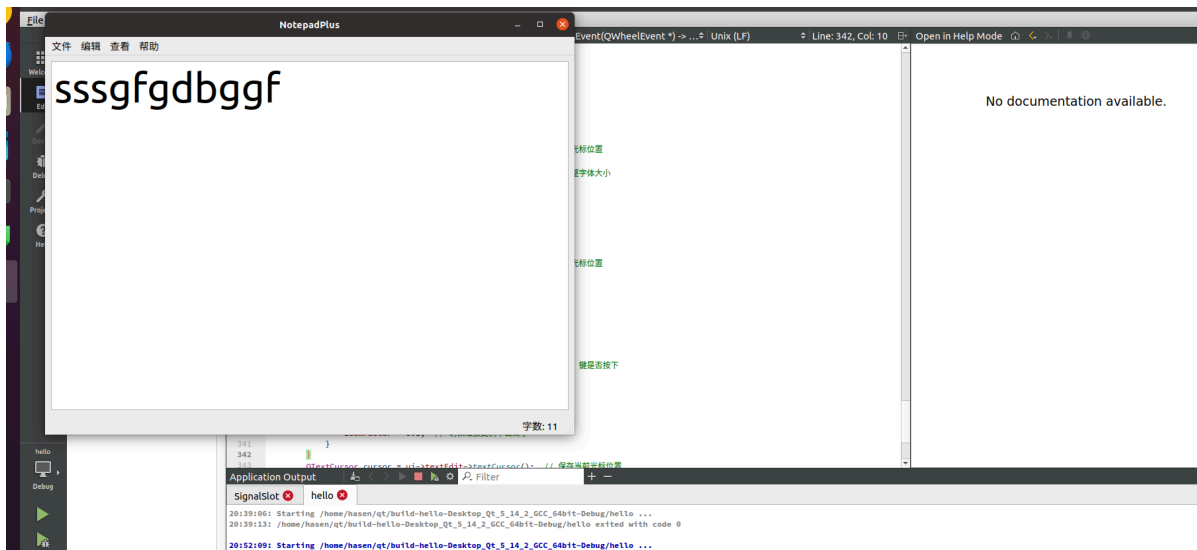 File
NotepadPlus
文件 编辑 查看 帮助
sssgfgdbggf
字数: 11
Event(QWheelEvent *) -> ... Unix (LF) Line: 342, Col: 10 Open in Help Mode
No documentation available.
光标位置
字体大小
光标位置
键是否按下
341 }
342 }
343 QTextCursor cursor = ui->textEdit->textCursor(); // 保存当前光标位置
hello
Debug
Application Output Filter
SignalSlot hello
20:39:06: Starting /home/hasen/qt/build-hello-Desktop_Qt_5_14_2_GCC_64bit-Debug/hello ...
20:39:13: /home/hasen/qt/build-hello-Desktop_Qt_5_14_2_GCC_64bit-Debug/hello exited with code 0
20:52:09: Starting /home/hasen/qt/build-hello-Desktop_Qt_5_14_2_GCC_64bit-Debug/hello ...